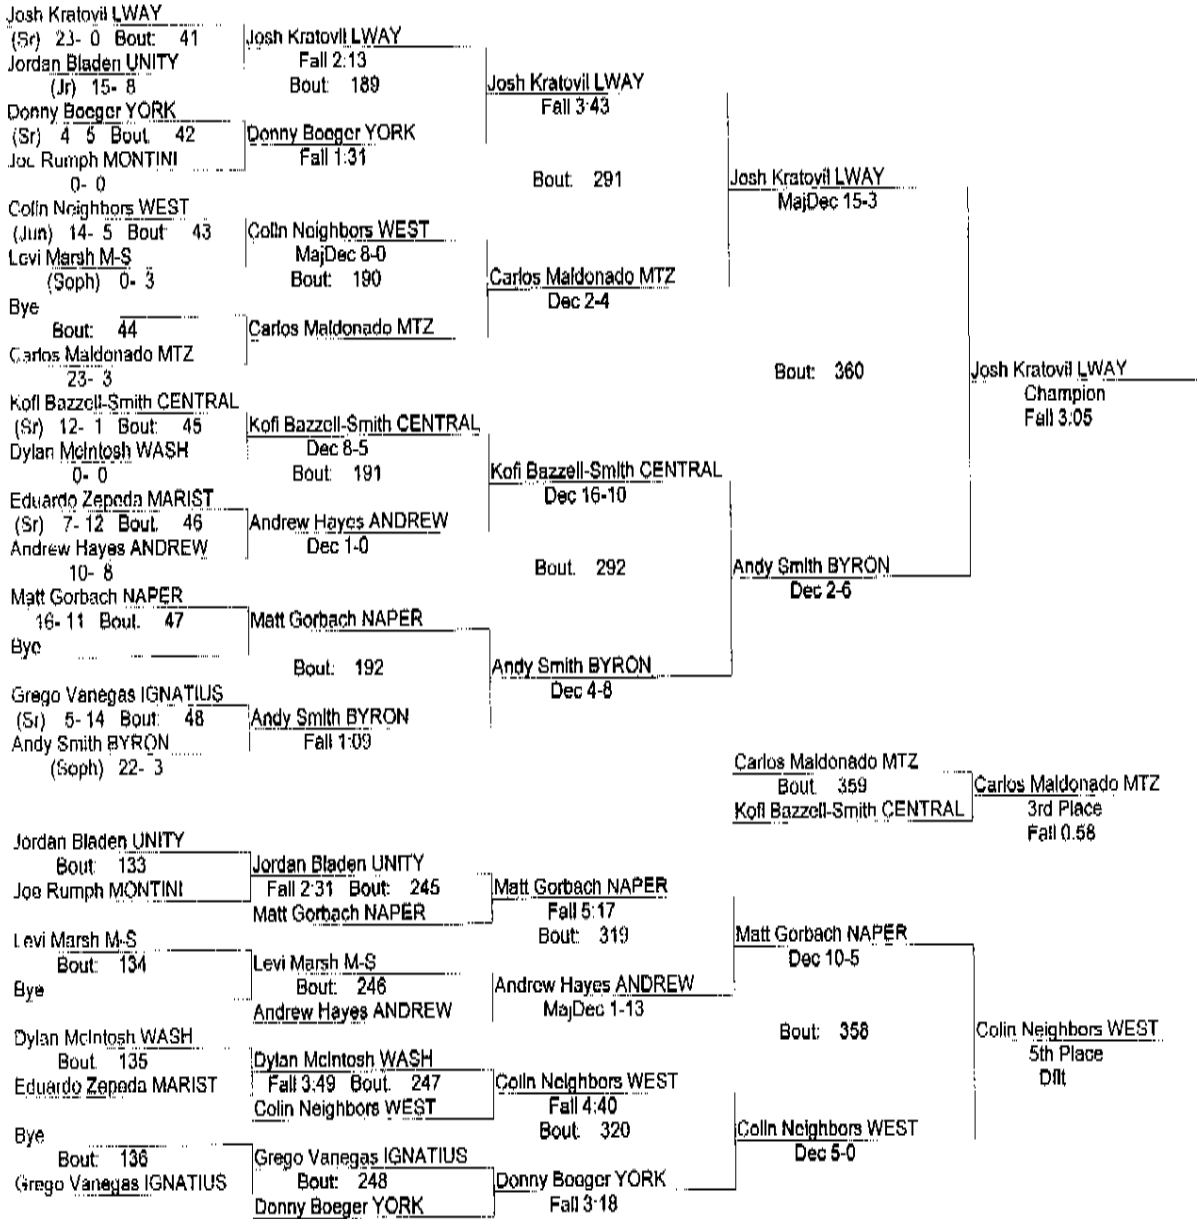 Josh Kratovil LWAY
(Sr) 23- 0 Bout: 41
Jordan Bladen UNITY
(Jr) 15- 8
Donny Boeger YORK
(Sr) 4 5 Bout. 42
Joe Rumph MONTINI
0- 0
Colin Neighbors WEST
(Jun) 14- 5 Bout 43
Levi Marsh M-S
(Soph) 0- 3
Bye
Bout: 44
Carlos Maldonado MTZ
23- 3
Kofi Bazzell-Smith CENTRAL
(Sr) 12- 1 Bout: 45
Dylan McIntosh WASH
0- 0
Eduardo Zepeda MARIST
(Sr) 7- 12 Bout. 46
Andrew Hayes ANDREW
10- 8
Matt Gorbach NAPER
16- 11 Bout. 47
Bye
Grego Vanegas IGNATIUS
(Sr) 5- 14 Bout: 48
Andy Smith BYRON
(Soph) 22- 3
Josh Kratovil LWAY
Fall 2:13
Bout: 189
Donny Boeger YORK
Fall 1:31
Colin Neighbors WEST
MajDec 8-0
Bout: 190
Carlos Maldonado MTZ
Kofi Bazzell-Smith CENTRAL
Dec 8-5
Bout: 191
Andrew Hayes ANDREW
Dec 1-0
Matt Gorbach NAPER
Bout: 192
Andy Smith BYRON
Fall 1:09
Josh Kratovil LWAY
Fall 3:43
Bout: 291
Carlos Maldonado MTZ
Dec 2-4
Kofi Bazzell-Smith CENTRAL
Dec 16-10
Bout. 292
Andy Smith BYRON
Dec 4-8
Josh Kratovil LWAY
MajDec 15-3
Bout: 360
Andy Smith BYRON
Dec 2-6
Josh Kratovil LWAY
Champion
Fall 3:05
Carlos Maldonado MTZ
Bout. 359
Kofi Bazzell-Smith CENTRAL
Carlos Maldonado MTZ
3rd Place
Fall 0.58
Jordan Bladen UNITY
Bout: 133
Joe Rumph MONTINI
Levi Marsh M-S
Bout: 134
Bye
Dylan McIntosh WASH
Bout. 135
Eduardo Zepeda MARIST
Bye
Bout: 136
Grego Vanegas IGNATIUS
Jordan Bladen UNITY
Fall 2:31 Bout: 245
Matt Gorbach NAPER
Levi Marsh M-S
Bout: 246
Andrew Hayes ANDREW
Dylan McIntosh WASH
Fall 3:49 Bout. 247
Colin Neighbors WEST
Grego Vanegas IGNATIUS
Bout: 248
Donny Boeger YORK
Matt Gorbach NAPER
Fall 5:17
Bout: 319
Andrew Hayes ANDREW
MajDec 1-13
Colin Neighbors WEST
Fall 4:40
Bout: 320
Donny Boeger YORK
Fall 3-18
Matt Gorbach NAPER
Dec 10-5
Bout: 358
Colin Neighbors WEST
Dec 5-0
Colin Neighbors WEST
5th Place
Dflt